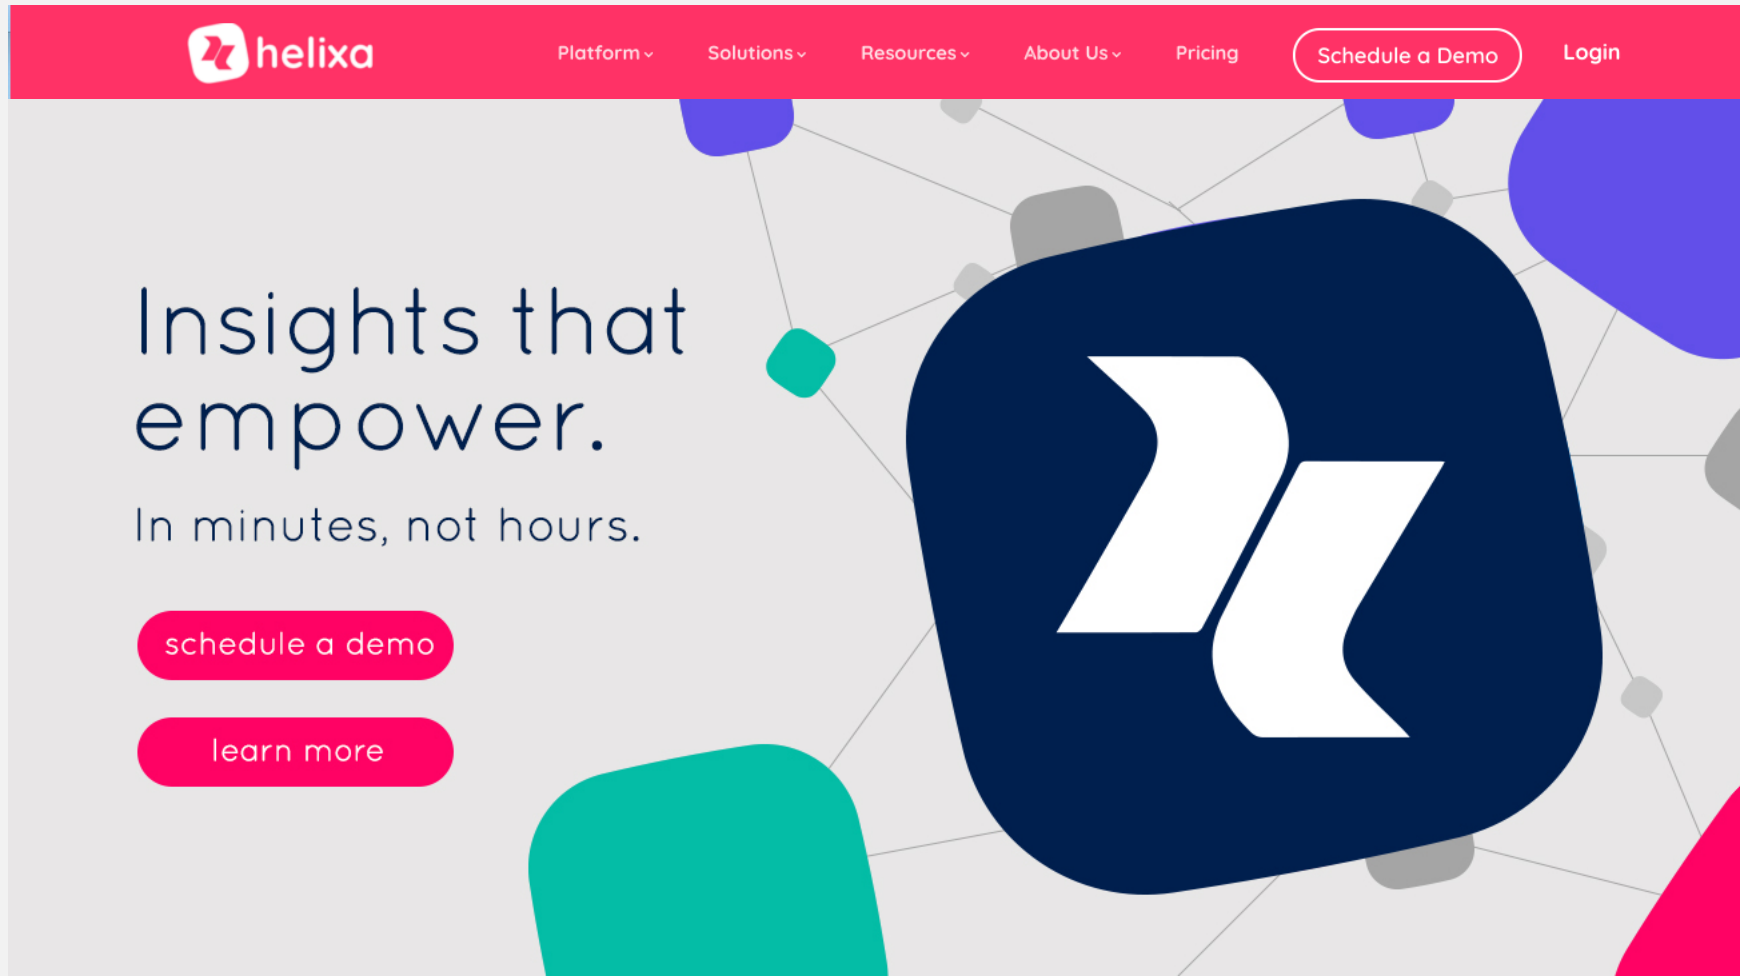 helixa
Platform
Solutions
Resources
About Us
Pricing
Schedule a Demo
Login
Insights that
empower.
In minutes, not hours.
schedule a demo
learn more